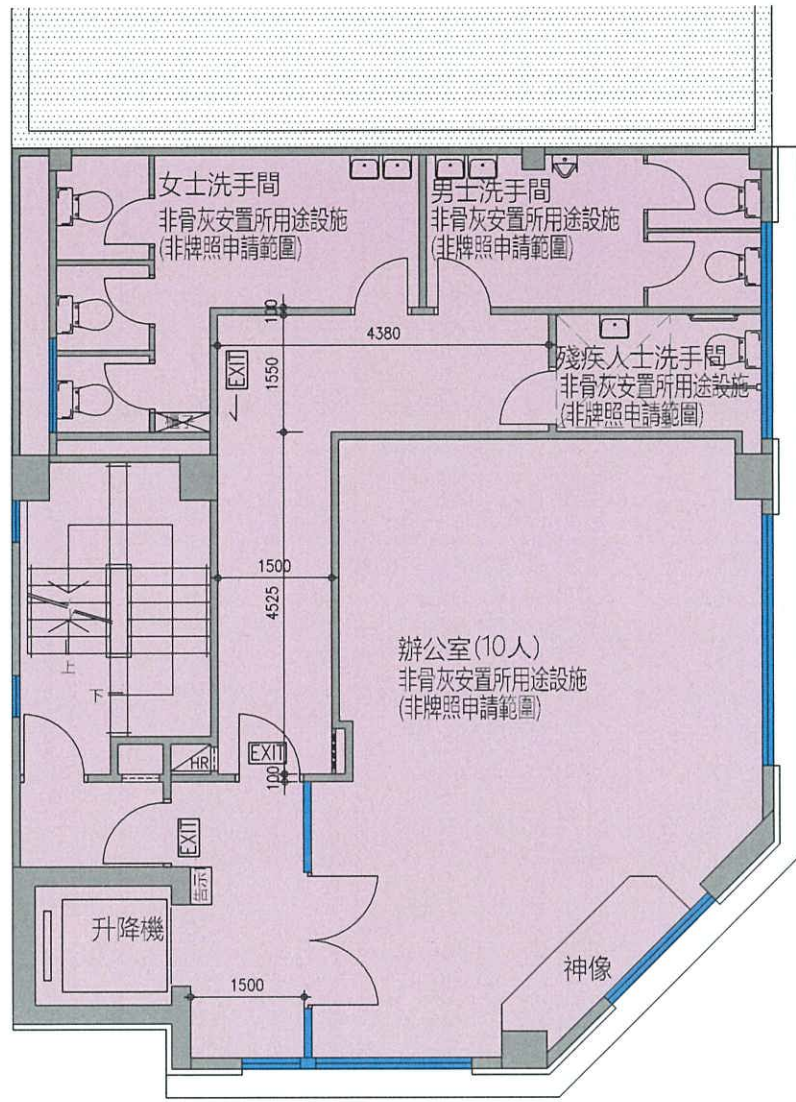 女士洗手間
非骨灰安置所用途設施
(非牌照申請範圍)
男士洗手間
非骨灰安置所用途設施
(非牌照申請範圍)
100
4380
EXIT
1550
殘疾人士洗手間
非骨灰安置所用途設施
(非牌照申請範圍)
1500
4525
上
下
辦公室(10人)
非骨灰安置所用途設施
(非牌照申請範圍)
HR
EXIT
100
EXIT
告示
升降機
1500
神像